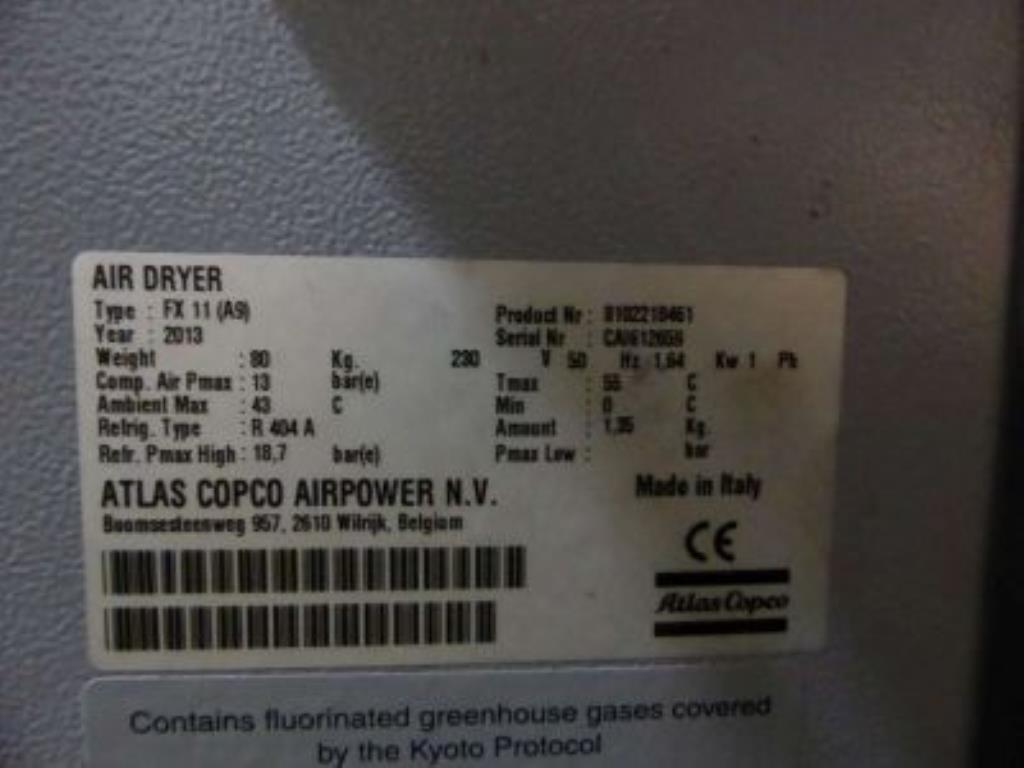 AIR DRYER
Type : FX 11 (A9) Product Nr : 8102218461
Year : 2013 Serial Nr :
Weight : 80 Kg. 230 V 50 Hz 1,64 Kw 1 Ph
Comp. Air Pmax : 13 bar(e) Tmax : 55 C
Ambient Max : 43 C Min : 0 C
Refrig. Type : R 404 A Amount : 1,35 Kg.
Refr. Pmax High : 18,7 bar(e) Pmax Low : bar
ATLAS COPCO AIRPOWER N.V. Made in Italy
Boomsesteenweg 957, 2610 Wilrijk, Belgium
CE
Atlas Copco
Contains fluorinated greenhouse gases covered
by the Kyoto Protocol